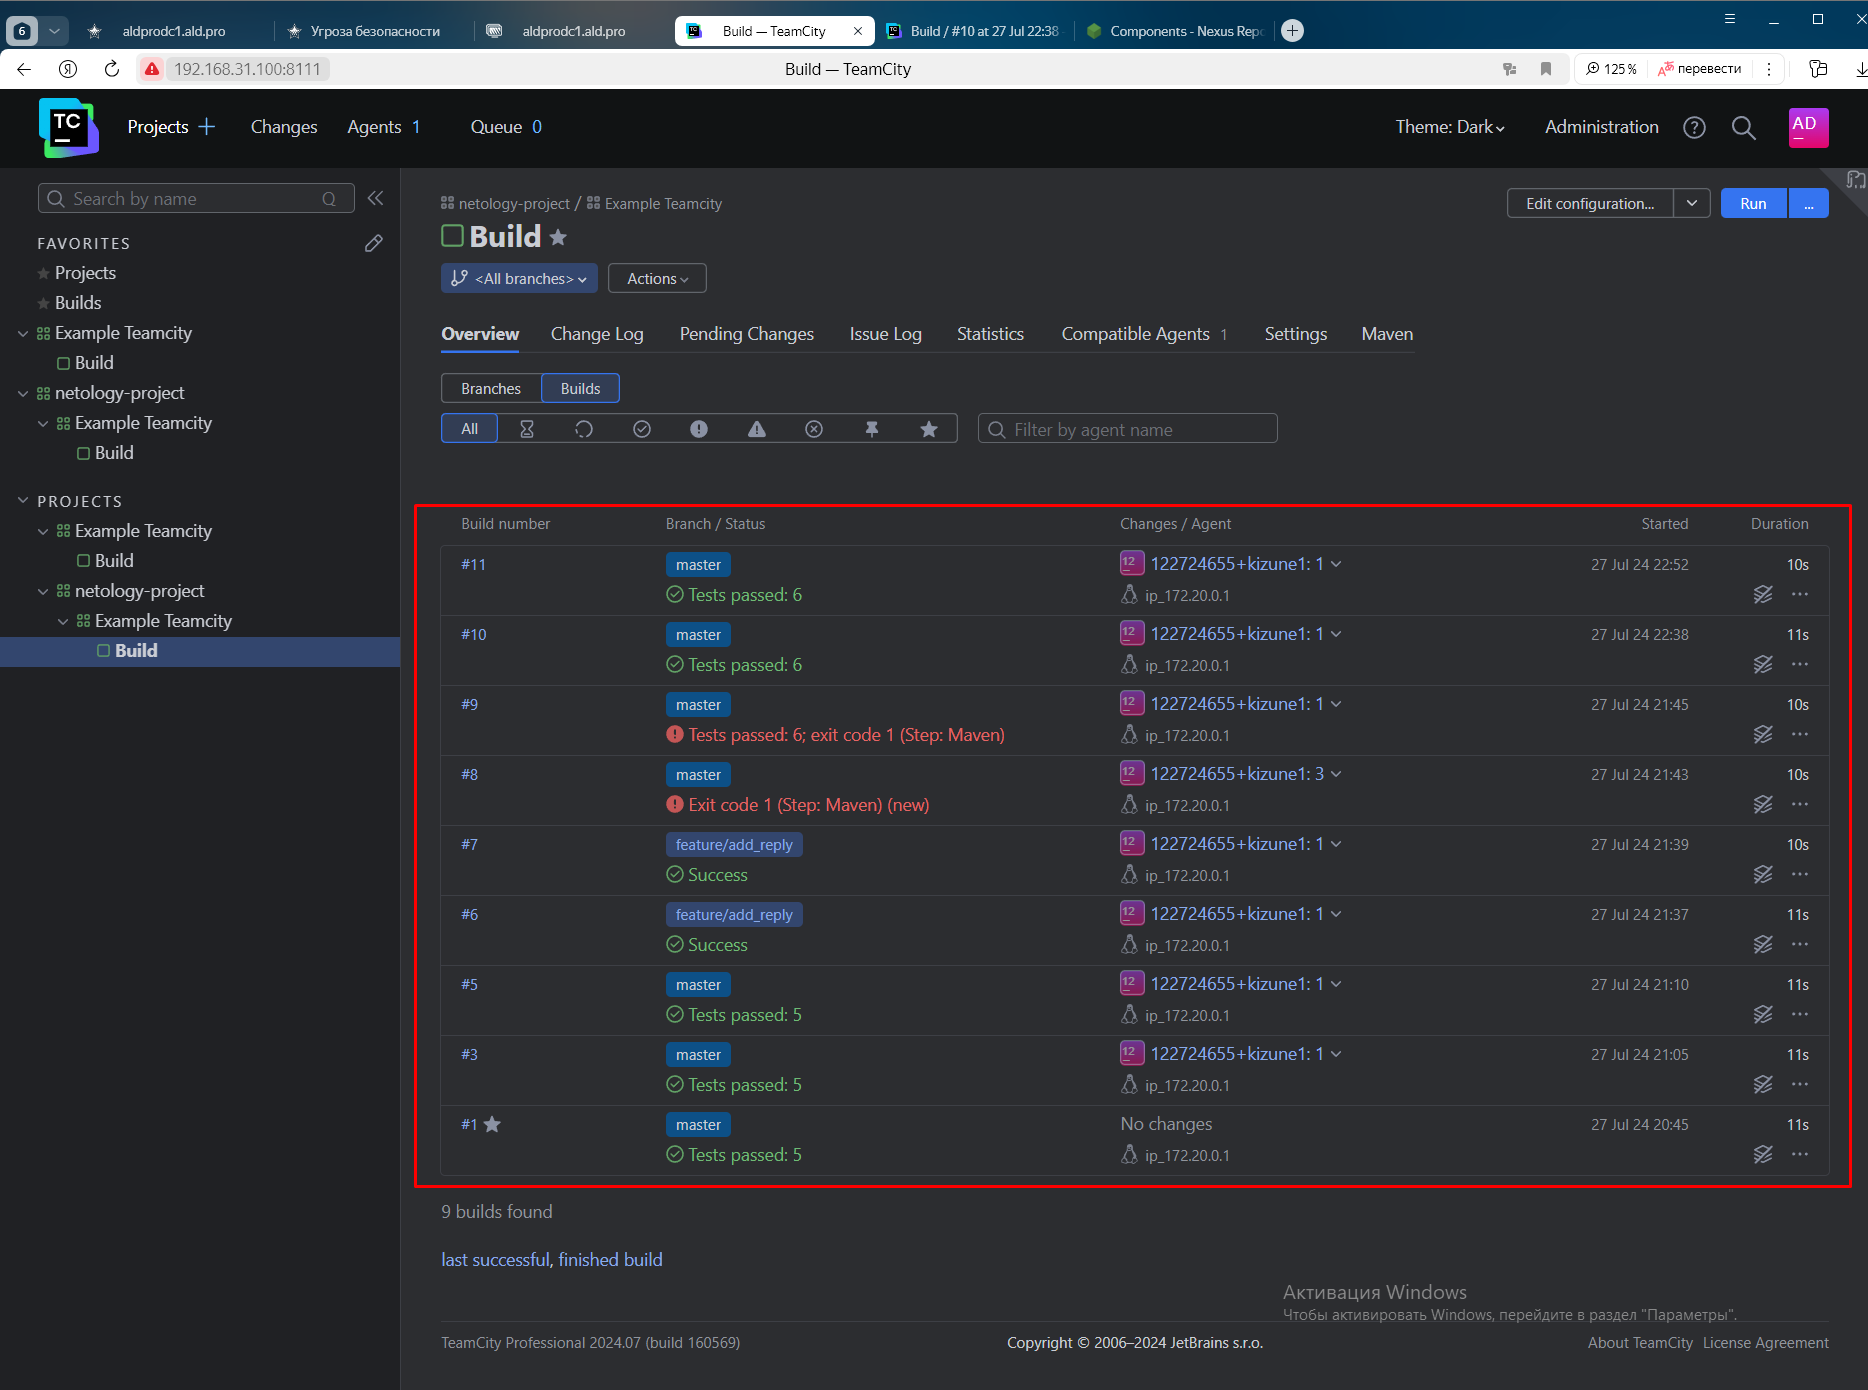 6
aldprodc1.ald.pro
Угроза безопасности
aldprodc1.ald.pro
Build — TeamCity
Build / #10 at 27 Jul 22:38
Components - Nexus Repo
192.168.31.100:8111
Build — TeamCity
125 %
перевести
TC
Projects
Changes
Agents 1
Queue 0
Theme: Dark
Administration
AD
Search by name
Q
FAVORITES
Projects
Builds
Example Teamcity
Build
netology-project
Example Teamcity
Build
PROJECTS
Example Teamcity
Build
netology-project
Example Teamcity
Build
netology-project / Example Teamcity
Edit configuration...
Run
...
Build
<All branches>
Actions
Overview
Change Log
Pending Changes
Issue Log
Statistics
Compatible Agents 1
Settings
Maven
Branches
Builds
All
Filter by agent name
Build number
Branch / Status
Changes / Agent
Started
Duration
#11
master
12
122724655+kizune1: 1
27 Jul 24 22:52
10s
Tests passed: 6
ip_172.20.0.1
#10
master
12
122724655+kizune1: 1
27 Jul 24 22:38
11s
Tests passed: 6
ip_172.20.0.1
#9
master
12
122724655+kizune1: 1
27 Jul 24 21:45
10s
Tests passed: 6; exit code 1 (Step: Maven)
ip_172.20.0.1
#8
master
12
122724655+kizune1: 3
27 Jul 24 21:43
10s
Exit code 1 (Step: Maven) (new)
ip_172.20.0.1
#7
feature/add_reply
12
122724655+kizune1: 1
27 Jul 24 21:39
10s
Success
ip_172.20.0.1
#6
feature/add_reply
12
122724655+kizune1: 1
27 Jul 24 21:37
11s
Success
ip_172.20.0.1
#5
master
12
122724655+kizune1: 1
27 Jul 24 21:10
11s
Tests passed: 5
ip_172.20.0.1
#3
master
12
122724655+kizune1: 1
27 Jul 24 21:05
11s
Tests passed: 5
ip_172.20.0.1
#1
master
No changes
27 Jul 24 20:45
11s
Tests passed: 5
ip_172.20.0.1
9 builds found
last successful, finished build
Активация Windows
Чтобы активировать Windows, перейдите в раздел "Параметры".
TeamCity Professional 2024.07 (build 160569)
Copyright © 2006–2024 JetBrains s.r.o.
About TeamCity
License Agreement